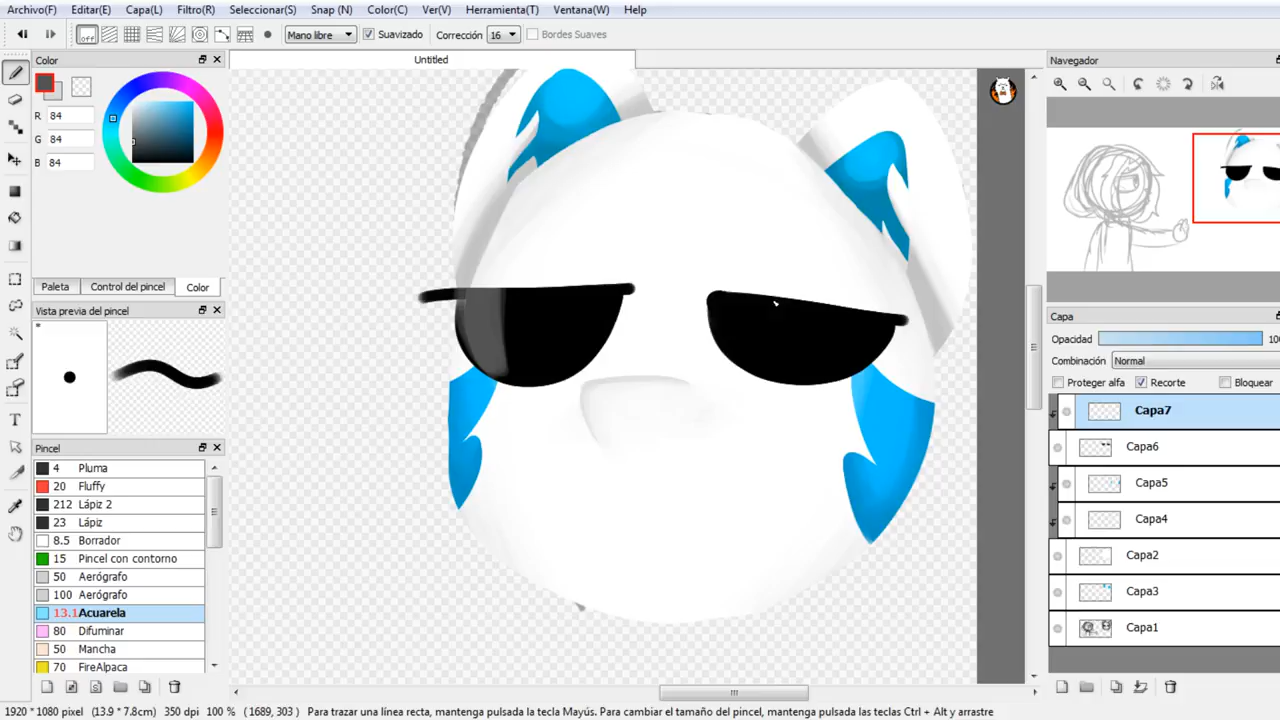 Archivo(F) Editar(E) Capa(L) Filtro(R) Seleccionar(S) Snap (N) Color(C) Ver(V) Herramienta(T) Ventana(W) Help
Off Mano libre Suavizado Corrección 16 Bordes Suaves
Color Untitled Navegador
R 84
G 84
B 84
Paleta Control del pincel Color
Vista previa del pincel
Capa
Opacidad 100
Combinación Normal
Proteger alfa Recorte Bloquear
Capa7
Capa6
Capa5
Capa4
Capa2
Capa3
Capa1
Pincel
4 Pluma
20 Fluffy
212 Lápiz 2
23 Lápiz
8.5 Borrador
15 Pincel con contorno
50 Aerógrafo
100 Aerógrafo
13.1 Acuarela
80 Difuminar
50 Mancha
70 FireAlpaca
1920 * 1080 pixel (13.9 * 7.8cm) 350 dpi 100 % ( 1689, 303 ) Para trazar una línea recta, mantenga pulsada la tecla Mayús. Para cambiar el tamaño del pincel, mantenga pulsadas las teclas Ctrl + Alt y arrastre